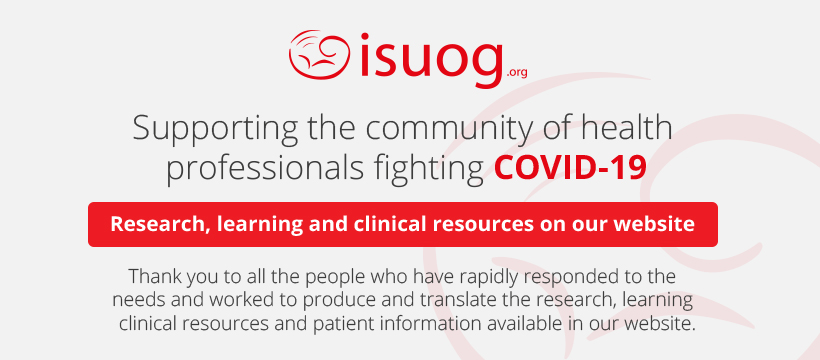 isuog.org
Supporting the community of health
professionals fighting COVID-19
Research, learning and clinical resources on our website
Thank you to all the people who have rapidly responded to the
needs and worked to produce and translate the research, learning
clinical resources and patient information available in our website.